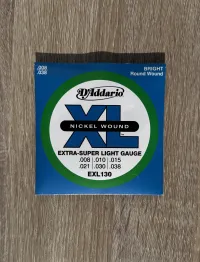 .008
.038
BRIGHT
Round Wound
D'Addario
XL
NICKEL WOUND
EXTRA-SUPER LIGHT GAUGE
.008 | .010 | .015
.021 | .030 | .038
EXL130